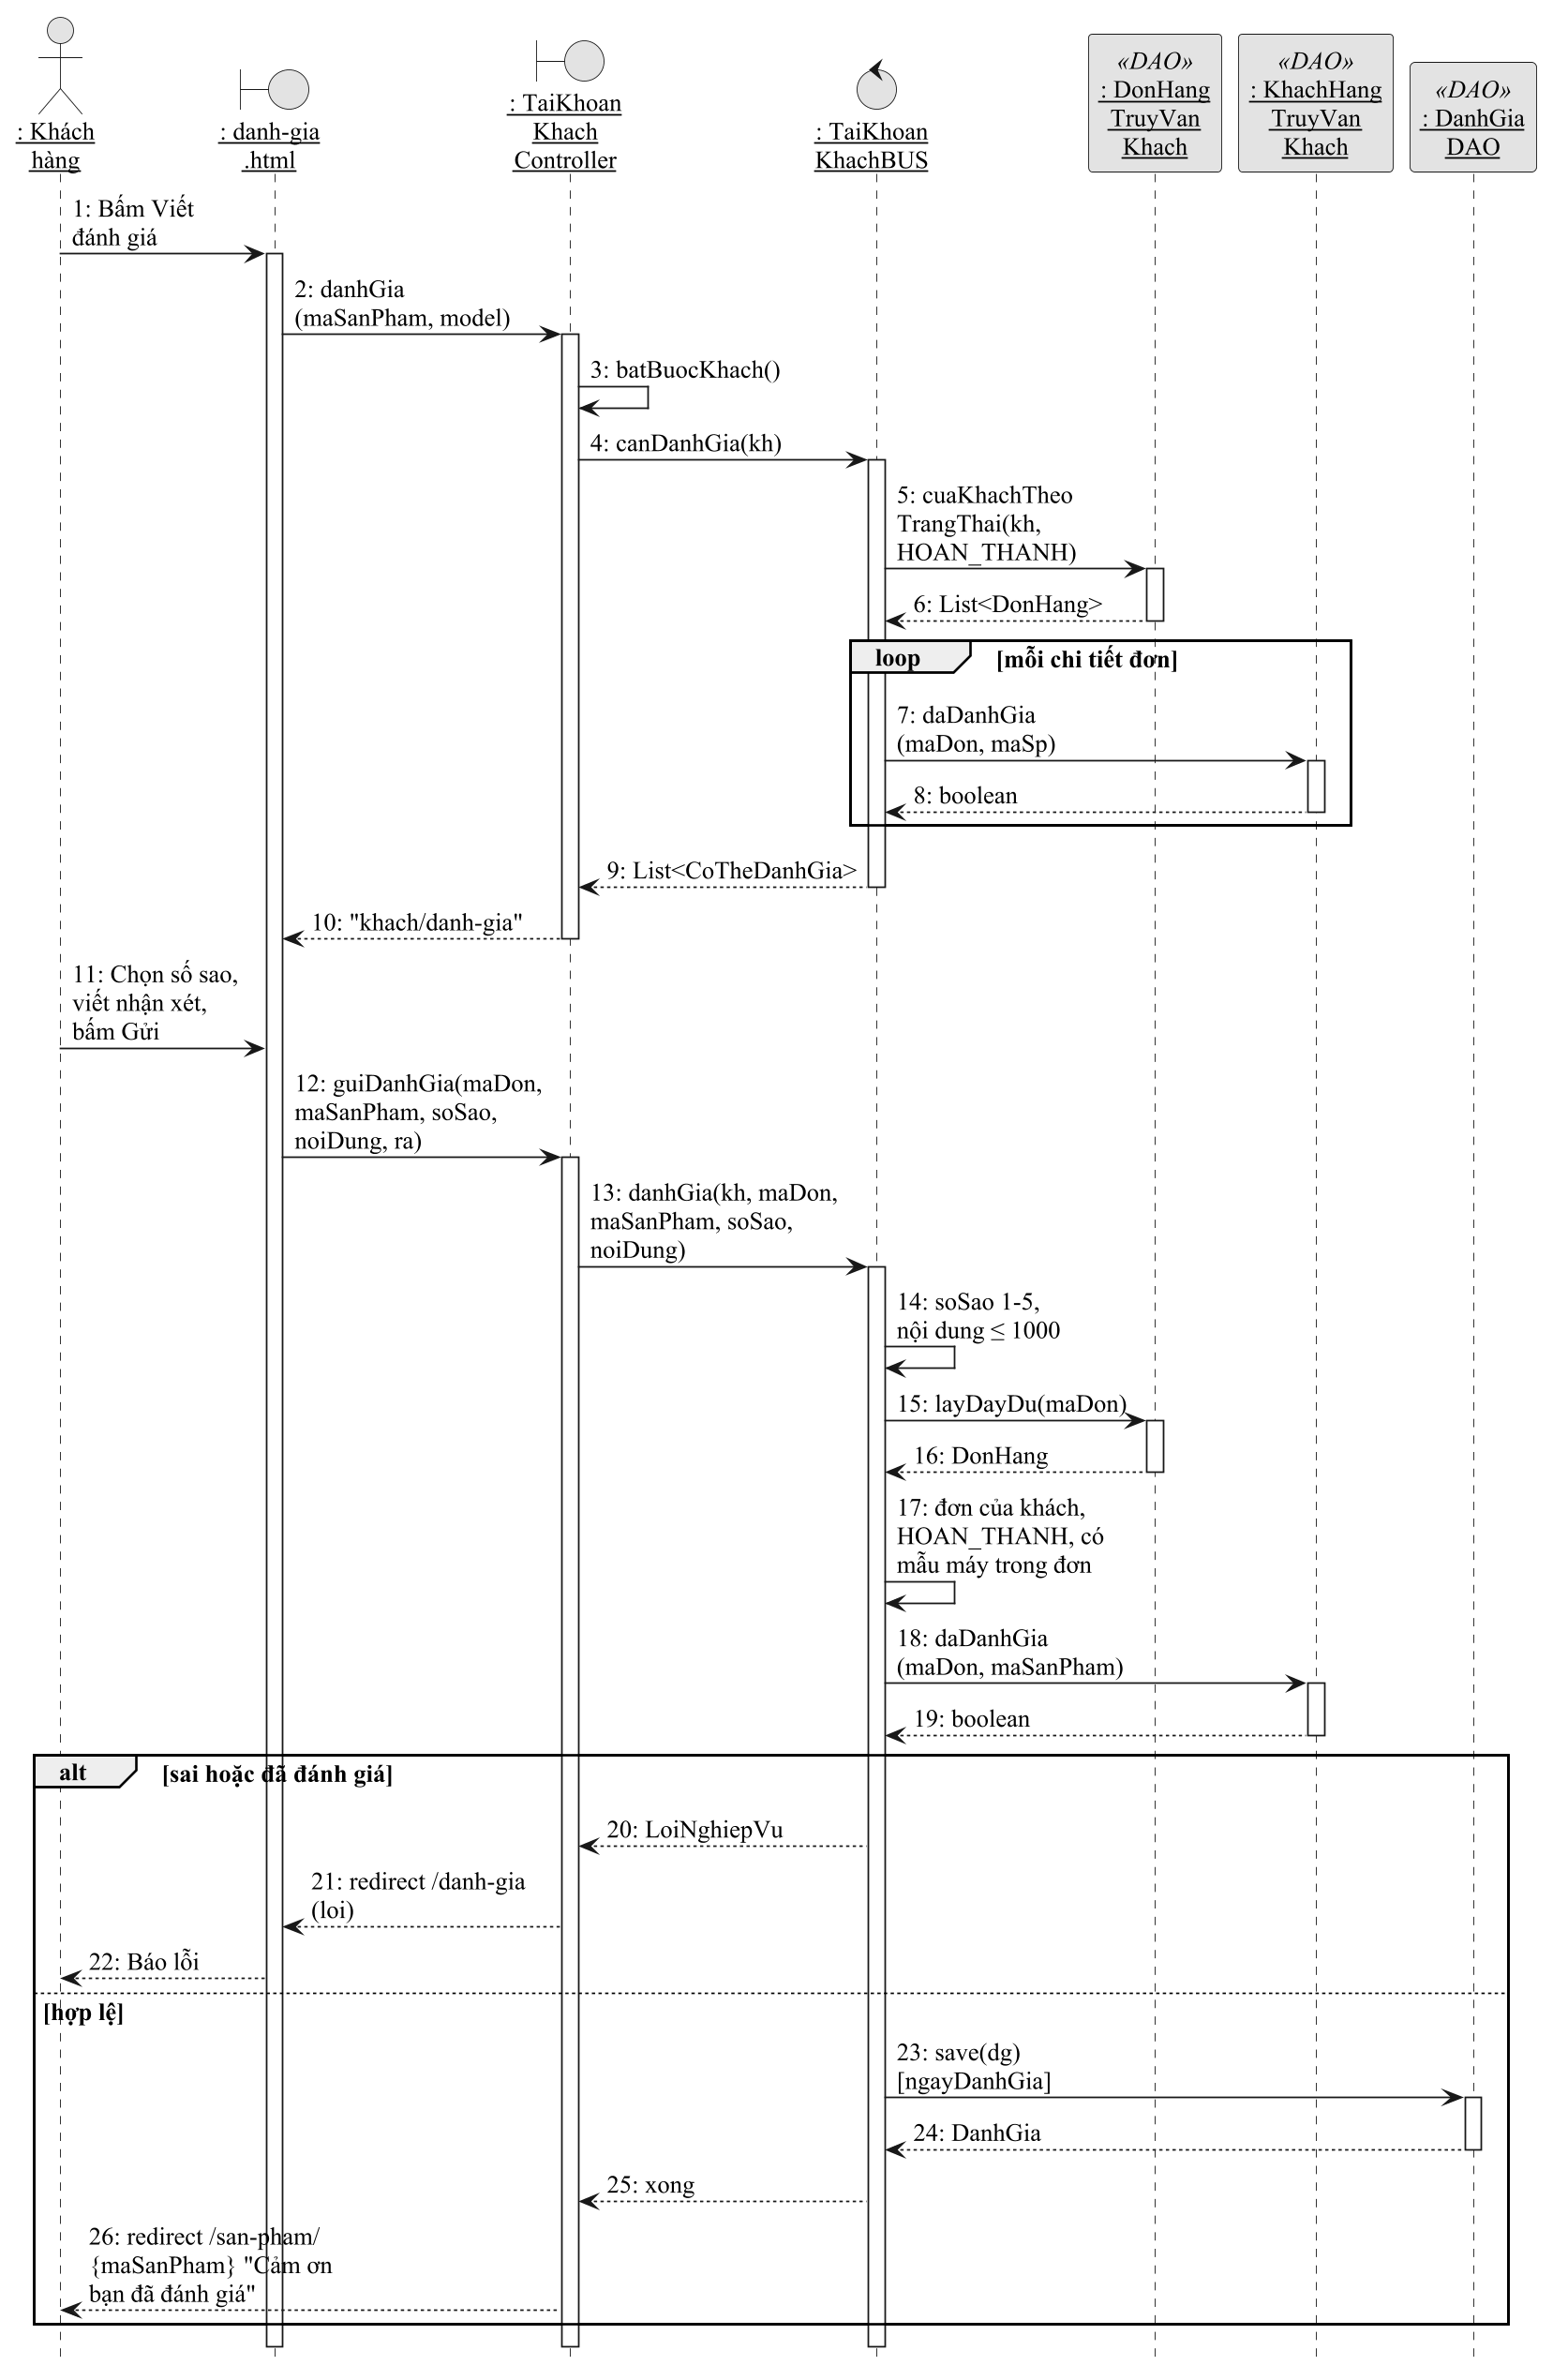 : Khách
hàng
: danh-gia
.html
: TaiKhoan
Khach
Controller
: TaiKhoan
KhachBUS
«DAO»
: DonHang
TruyVan
Khach
«DAO»
: KhachHang
TruyVan
Khach
«DAO»
: DanhGia
DAO
1: Bấm Viết
đánh giá
2: danhGia
(maSanPham, model)
3: batBuocKhach()
4: canDanhGia(kh)
5: cuaKhachTheo
TrangThai(kh,
HOAN_THANH)
6: List<DonHang>
loop [mỗi chi tiết đơn]
7: daDanhGia
(maDon, maSp)
8: boolean
9: List<CoTheDanhGia>
10: "khach/danh-gia"
11: Chọn số sao,
viết nhận xét,
bấm Gửi
12: guiDanhGia(maDon,
maSanPham, soSao,
noiDung, ra)
13: danhGia(kh, maDon,
maSanPham, soSao,
noiDung)
14: soSao 1-5,
nội dung ≤ 1000
15: layDayDu(maDon)
16: DonHang
17: đơn của khách,
HOAN_THANH, có
mẫu máy trong đơn
18: daDanhGia
(maDon, maSanPham)
19: boolean
alt [sai hoặc đã đánh giá]
20: LoiNghiepVu
21: redirect /danh-gia
(loi)
22: Báo lỗi
[hợp lệ]
23: save(dg)
[ngayDanhGia]
24: DanhGia
25: xong
26: redirect /san-pham/
{maSanPham} "Cảm ơn
bạn đã đánh giá"